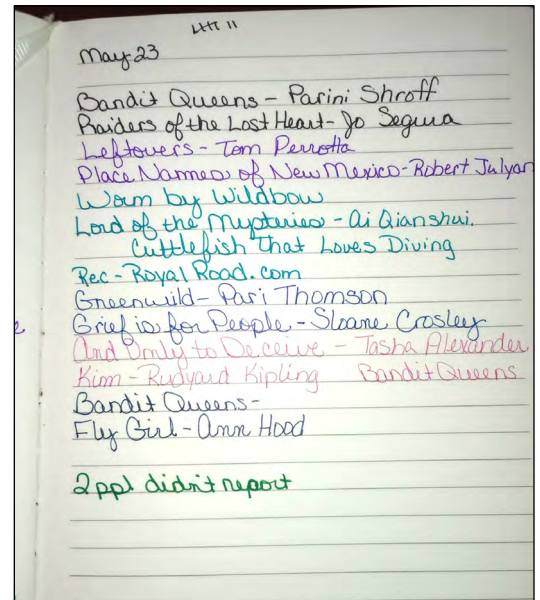 LHT 11
May 23
Bandit Queens - Parini Shroff
Raiders of the Lost Heart - Jo Segura
Leftovers - Tom Perrotta
Place Names of New Mexico - Robert Julyan
Worm by Wildbow
Lord of the Mysteries - Ai Qianshui.
Cuttlefish that Loves Diving
Rec - Royal Road.com
Greenwild - Pari Thomson
Grief is for People - Sloane Crosley
And Only to Deceive - Tasha Alexander
Kim - Rudyard Kipling Bandit Queens
Bandit Queens -
Fly Girl - Ann Hood
2 ppl didn't report